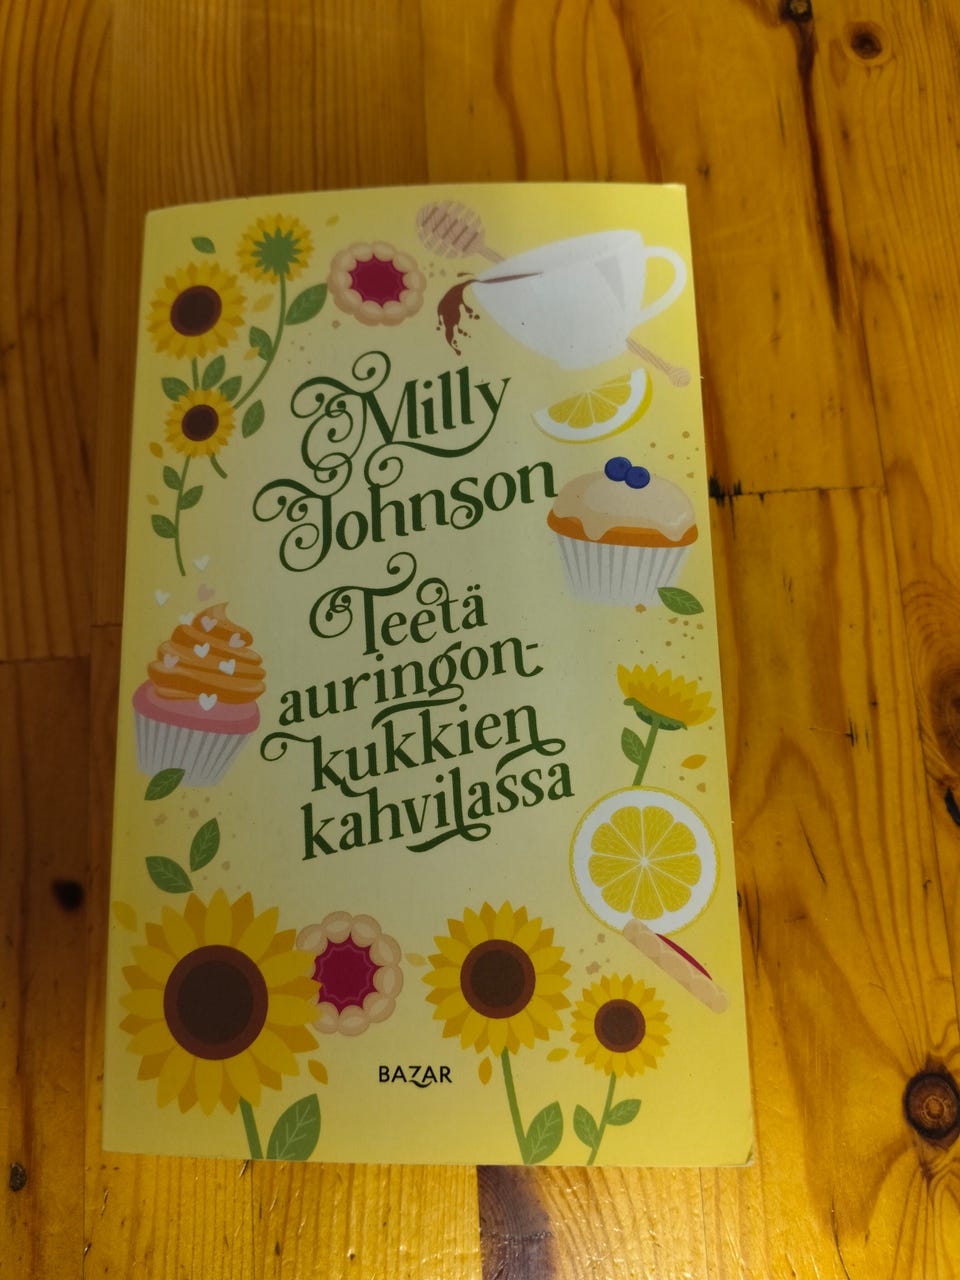 Milly
Johnson
Teetä
auringon-
kukkien
kahvilassa
BAZAR